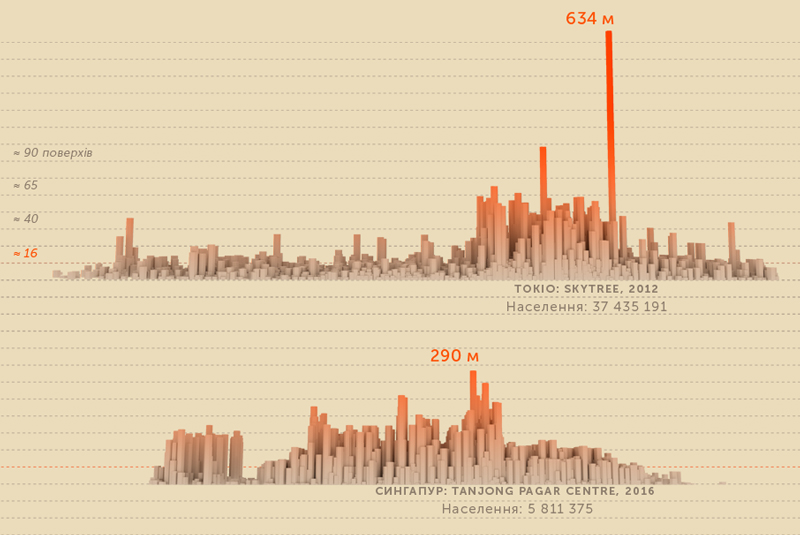 634 м
≈ 90 поверхів
≈ 65
≈ 40
≈ 16
ТОКІО: SKYTREE, 2012
Населення: 37 435 191
290 м
СИНГАПУР: TANJONG PAGAR CENTRE, 2016
Населення: 5 811 375